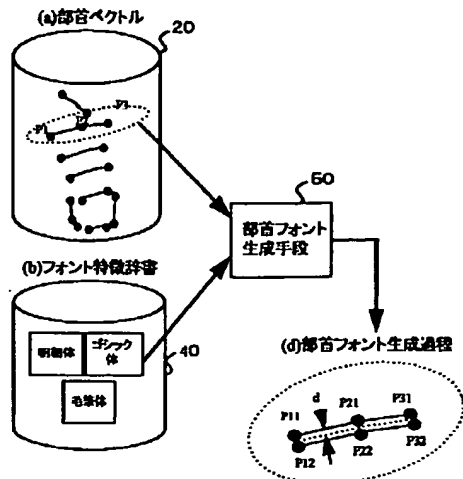 (a)部首ベクトル
20
P1
P3
50
部首フォント
生成手段
(b)フォント特徴辞書
明朝体
ゴシック
体
毛筆体
40
(d)部首フォント生成過程
d
P11
P21
P31
P12
P22
P32